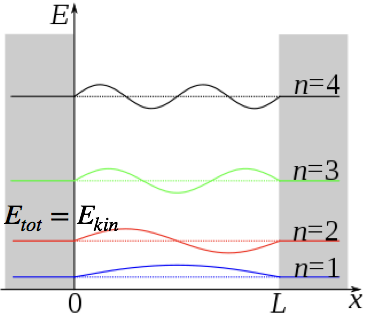 E
n=4
n=3
E_tot = E_kin
n=2
n=1
0
L
x